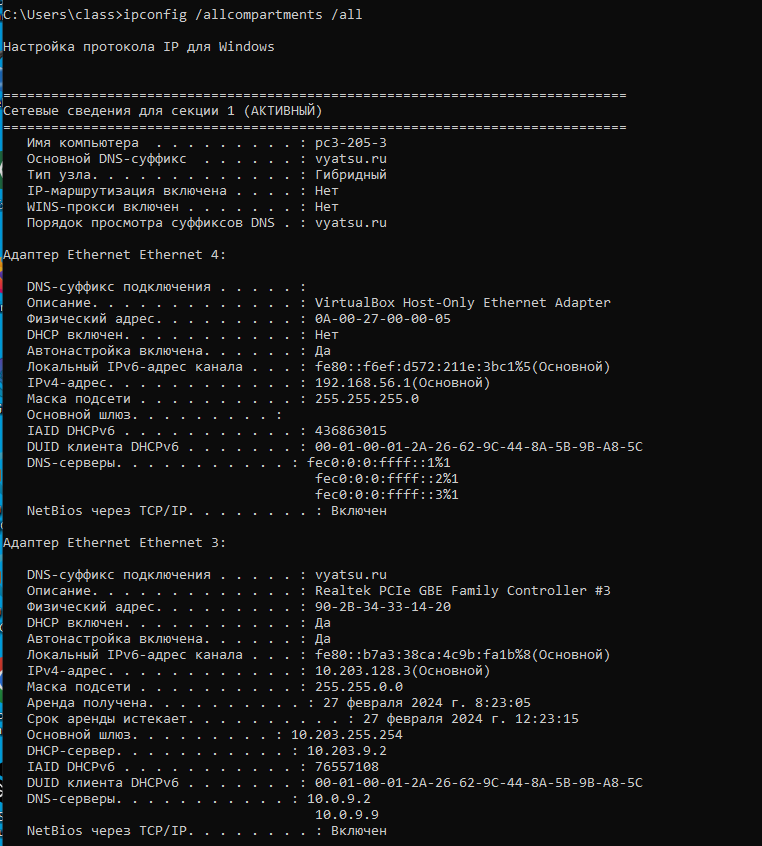 C:\Users\class>ipconfig /allcompartments /all
Настройка протокола IP для Windows
==============================================================================
Сетевые сведения для секции 1 (АКТИВНЫЙ)
==============================================================================
Имя компьютера  . . . . . . . . . : pc3-205-3
Основной DNS-суффикс  . . . . . . : vyatsu.ru
Тип узла. . . . . . . . . . . . . : Гибридный
IP-маршрутизация включена . . . . : Нет
WINS-прокси включен . . . . . . . : Нет
Порядок просмотра суффиксов DNS . : vyatsu.ru
Адаптер Ethernet Ethernet 4:
DNS-суффикс подключения . . . . . :
Описание. . . . . . . . . . . . . : VirtualBox Host-Only Ethernet Adapter
Физический адрес. . . . . . . . . : 0A-00-27-00-00-05
DHCP включен. . . . . . . . . . . : Нет
Автонастройка включена. . . . . . : Да
Локальный IPv6-адрес канала . . . : fe80::f6ef:d572:211e:3bc1%5(Основной)
IPv4-адрес. . . . . . . . . . . . : 192.168.56.1(Основной)
Маска подсети . . . . . . . . . . : 255.255.255.0
Основной шлюз. . . . . . . . . :
IAID DHCPv6 . . . . . . . . . . . : 436863015
DUID клиента DHCPv6 . . . . . . . : 00-01-00-01-2A-26-62-9C-44-8A-5B-9B-A8-5C
DNS-серверы. . . . . . . . . . . : fec0:0:0:ffff::1%1
fec0:0:0:ffff::2%1
fec0:0:0:ffff::3%1
NetBios через TCP/IP. . . . . . . . : Включен
Адаптер Ethernet Ethernet 3:
DNS-суффикс подключения . . . . . : vyatsu.ru
Описание. . . . . . . . . . . . . : Realtek PCIe GBE Family Controller #3
Физический адрес. . . . . . . . . : 90-2B-34-33-14-20
DHCP включен. . . . . . . . . . . : Да
Автонастройка включена. . . . . . : Да
Локальный IPv6-адрес канала . . . : fe80::b7a3:38ca:4c9b:fa1b%8(Основной)
IPv4-адрес. . . . . . . . . . . . : 10.203.128.3(Основной)
Маска подсети . . . . . . . . . . : 255.255.0.0
Аренда получена. . . . . . . . . . : 27 февраля 2024 г. 8:23:05
Срок аренды истекает. . . . . . . . . . : 27 февраля 2024 г. 12:23:15
Основной шлюз. . . . . . . . . : 10.203.255.254
DHCP-сервер. . . . . . . . . . . : 10.203.9.2
IAID DHCPv6 . . . . . . . . . . . : 76557108
DUID клиента DHCPv6 . . . . . . . : 00-01-00-01-2A-26-62-9C-44-8A-5B-9B-A8-5C
DNS-серверы. . . . . . . . . . . : 10.0.9.2
10.0.9.9
NetBios через TCP/IP. . . . . . . . : Включен